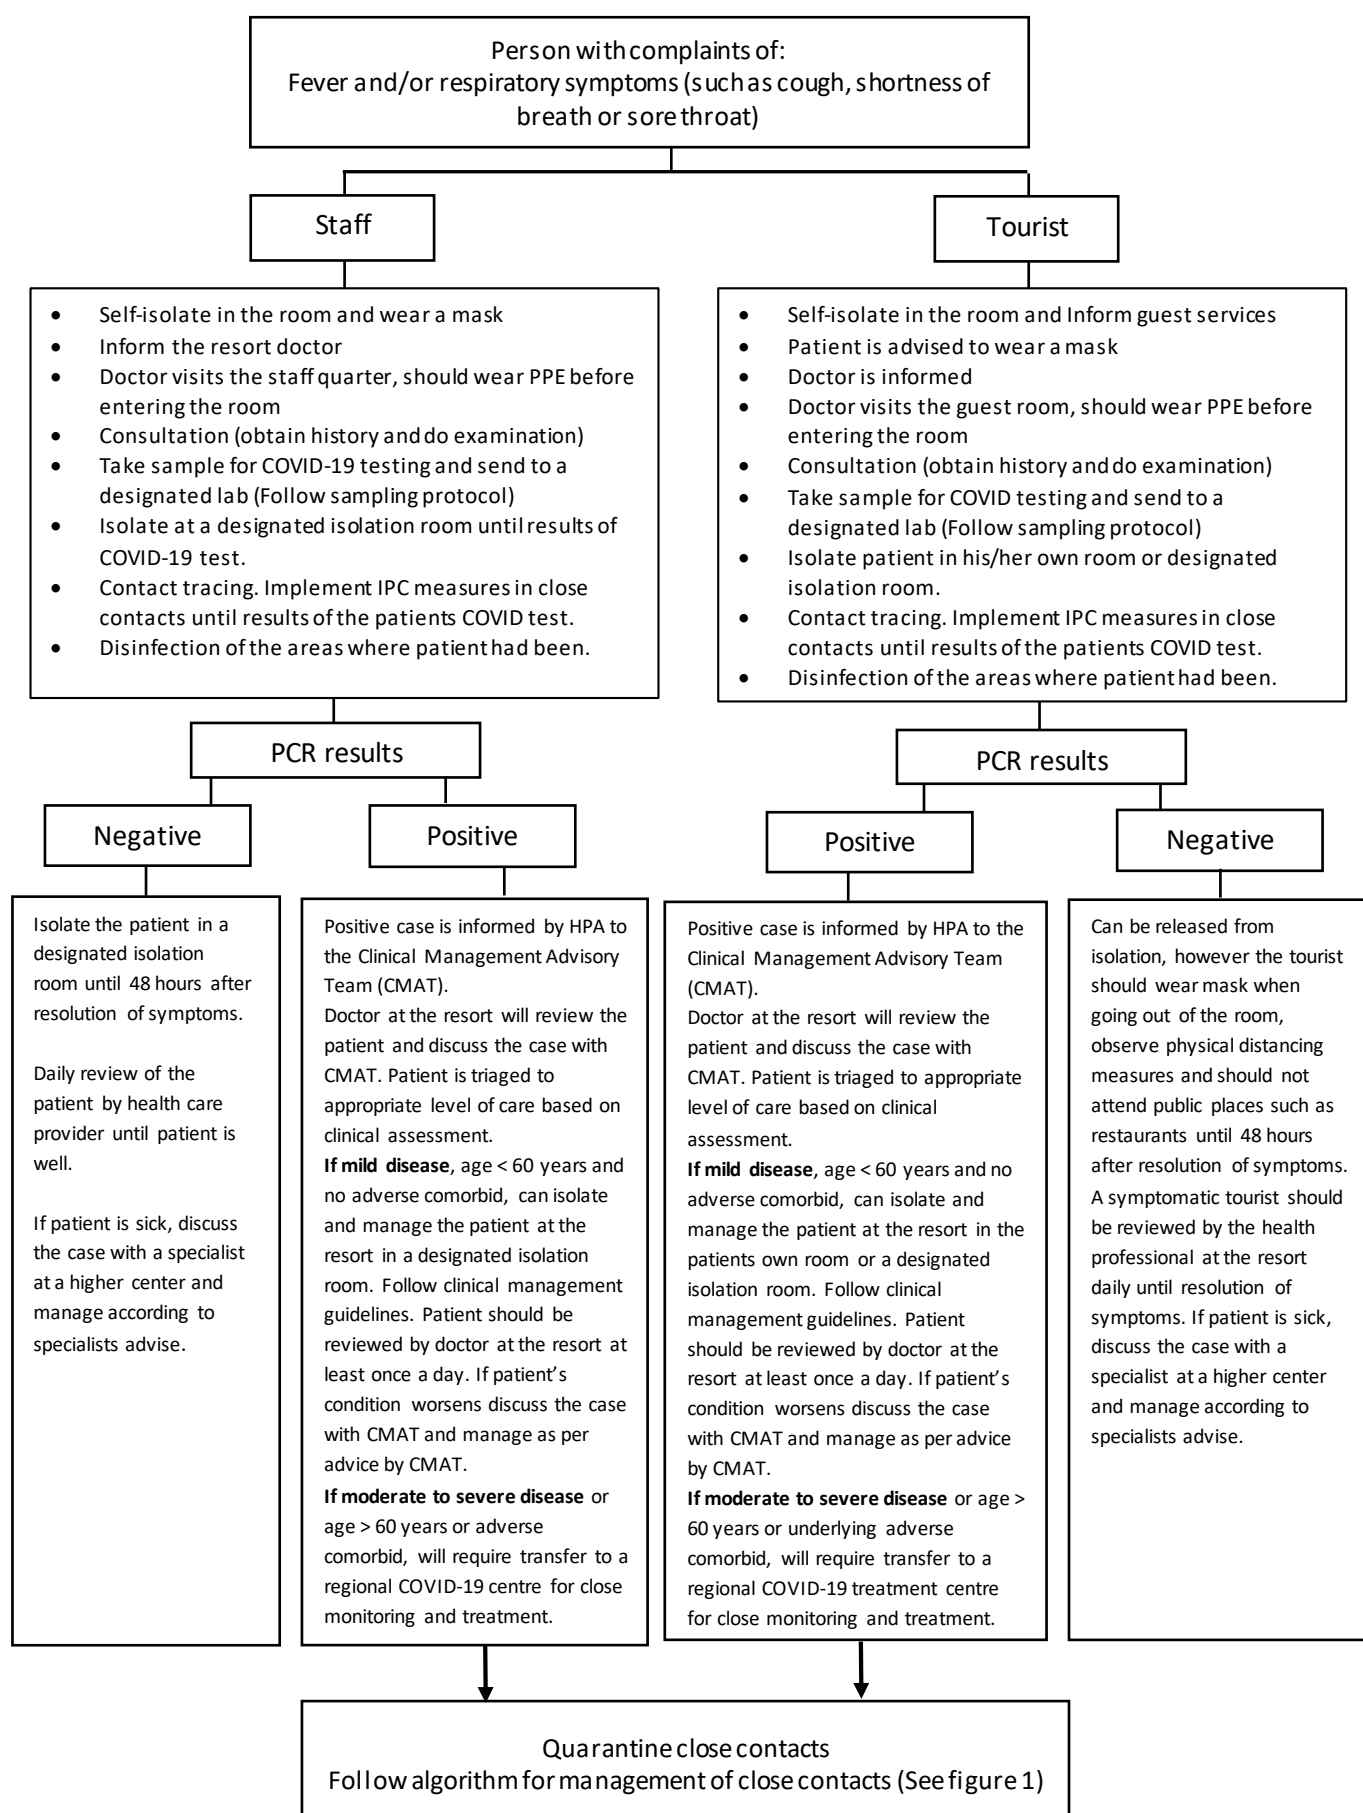 Person with complaints of:
Fever and/or respiratory symptoms (such as cough, shortness of
breath or sore throat)
Staff
Tourist
• Self-isolate in the room and wear a mask
• Inform the resort doctor
• Doctor visits the staff quarter, should wear PPE before
entering the room
• Consultation (obtain history and do examination)
• Take sample for COVID-19 testing and send to a
designated lab (Follow sampling protocol)
• Isolate at a designated isolation room until results of
COVID-19 test.
• Contact tracing. Implement IPC measures in close
contacts until results of the patients COVID test.
• Disinfection of the areas where patient had been.
• Self-isolate in the room and Inform guest services
• Patient is advised to wear a mask
• Doctor is informed
• Doctor visits the guest room, should wear PPE before
entering the room
• Consultation (obtain history and do examination)
• Take sample for COVID testing and send to a
designated lab (Follow sampling protocol)
• Isolate patient in his/her own room or designated
isolation room.
• Contact tracing. Implement IPC measures in close
contacts until results of the patients COVID test.
• Disinfection of the areas where patient had been.
PCR results
PCR results
Negative
Positive
Positive
Negative
Isolate the patient in a
designated isolation
room until 48 hours after
resolution of symptoms.
Daily review of the
patient by health care
provider until patient is
well.
If patient is sick, discuss
the case with a specialist
at a higher center and
manage according to
specialists advise.
Positive case is informed by HPA to
the Clinical Management Advisory
Team (CMAT).
Doctor at the resort will review the
patient and discuss the case with
CMAT. Patient is triaged to
appropriate level of care based on
clinical assessment.
If mild disease, age < 60 years and
no adverse comorbid, can isolate
and manage the patient at the
resort in a designated isolation
room. Follow clinical management
guidelines. Patient should be
reviewed by doctor at the resort at
least once a day. If patient's
condition worsens discuss the case
with CMAT and manage as per
advice by CMAT.
If moderate to severe disease or
age > 60 years or adverse
comorbid, will require transfer to a
regional COVID-19 centre for close
monitoring and treatment.
Positive case is informed by HPA to the
Clinical Management Advisory Team
(CMAT).
Doctor at the resort will review the
patient and discuss the case with
CMAT. Patient is triaged to appropriate
level of care based on clinical
assessment.
If mild disease, age < 60 years and no
adverse comorbid, can isolate and
manage the patient at the resort in the
patients own room or a designated
isolation room. Follow clinical
management guidelines. Patient
should be reviewed by doctor at the
resort at least once a day. If patient's
condition worsens discuss the case
with CMAT and manage as per advice
by CMAT.
If moderate to severe disease or age >
60 years or underlying adverse
comorbid, will require transfer to a
regional COVID-19 treatment centre
for close monitoring and treatment.
Can be released from
isolation, however the tourist
should wear mask when
going out of the room,
observe physical distancing
measures and should not
attend public places such as
restaurants until 48 hours
after resolution of symptoms.
A symptomatic tourist should
be reviewed by the health
professional at the resort
daily until resolution of
symptoms. If patient is sick,
discuss the case with a
specialist at a higher center
and manage according to
specialists advise.
Quarantine close contacts
Follow algorithm for management of close contacts (See figure 1)